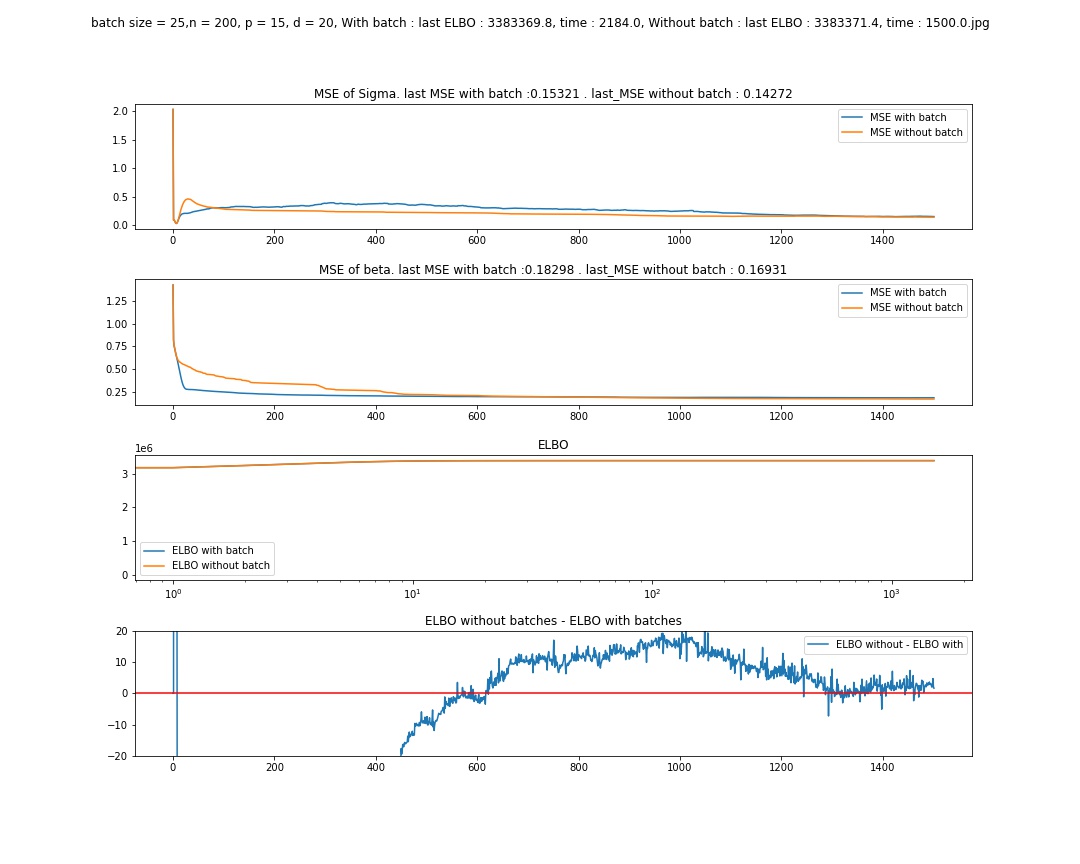 batch size = 25,n = 200, p = 15, d = 20, With batch : last ELBO : 3383369.8, time : 2184.0, Without batch : last ELBO : 3383371.4, time : 1500.0.jpg
MSE of Sigma. last MSE with batch :0.15321 . last_MSE without batch : 0.14272
2.0
1.5
1.0
0.5
0.0
MSE with batch
MSE without batch
0 200 400 600 800 1000 1200 1400
MSE of beta. last MSE with batch :0.18298 . last_MSE without batch : 0.16931
1.25
1.00
0.75
0.50
0.25
MSE with batch
MSE without batch
0 200 400 600 800 1000 1200 1400
ELBO
1e6
3
2
1
0
ELBO with batch
ELBO without batch
10⁰ 10¹ 10² 10³
ELBO without batches - ELBO with batches
20
10
0
−10
−20
ELBO without - ELBO with
0 200 400 600 800 1000 1200 1400